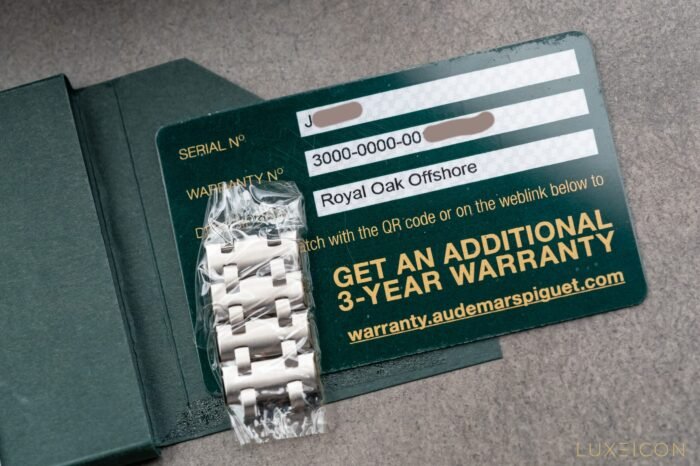 SERIAL Nº
J
WARRANTY Nº
3000-0000-00
Royal Oak Offshore
with the QR code or on the weblink below to
GET AN ADDITIONAL
3-YEAR WARRANTY
warranty.audemarspiguet.com
LUXEICON